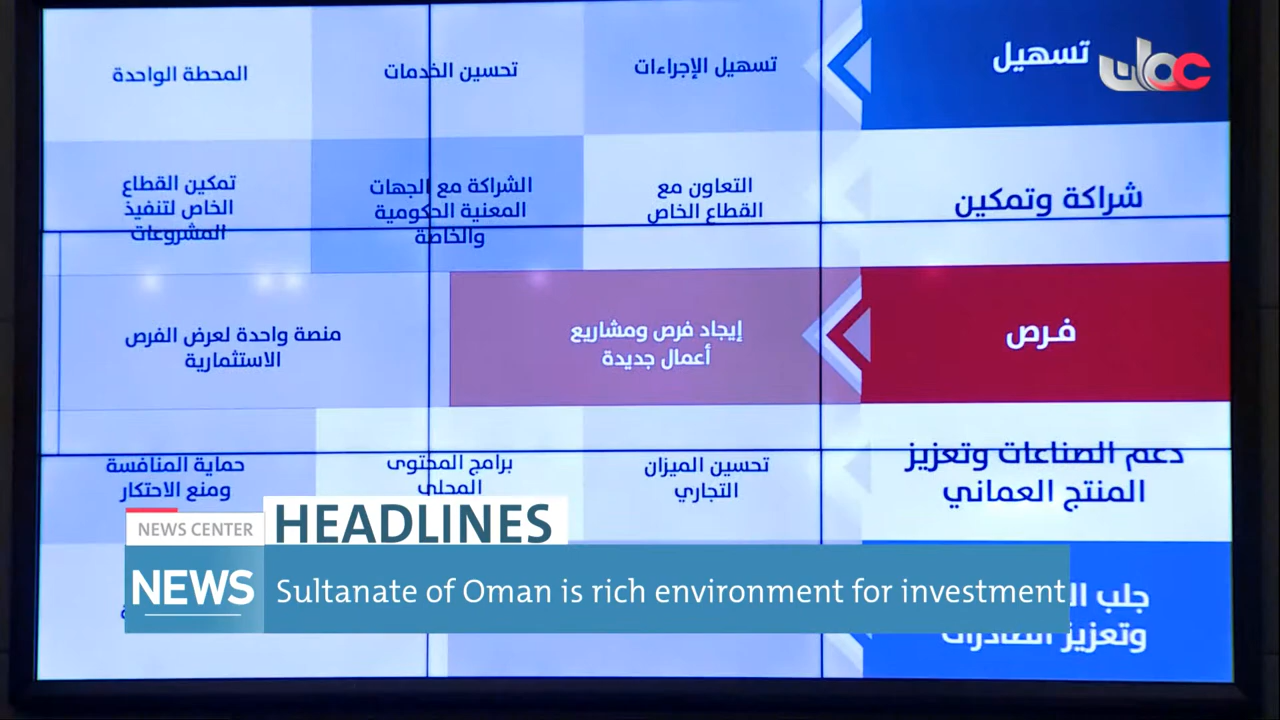 تسهيل
تسهيل الإجراءات
تحسين الخدمات
المحطة الواحدة
شراكة وتمكين
التعاون مع
القطاع الخاص
الشراكة مع الجهات
المعنية الحكومية
والخاصة
تمكين القطاع
الخاص لتنفيذ
المشروعات
فرص
إيجاد فرص ومشاريع
أعمال جديدة
منصة واحدة لعرض الفرص
الاستثمارية
دعم الصناعات وتعزيز
المنتج العماني
تحسين الميزان
التجاري
برامج المحتوى
المحلي
حماية المنافسة
ومنع الاحتكار
جلب
وتعزيز الصادرات
NEWS CENTER
HEADLINES
NEWS
Sultanate of Oman is rich environment for investment